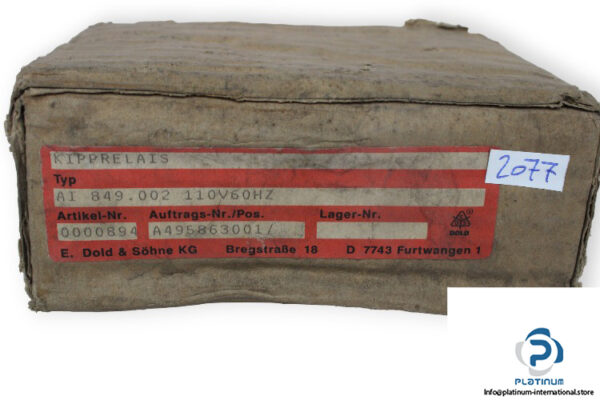 KIPPRELAIS
2077
Typ
AI 849.002 110V60HZ
Artikel-Nr. Auftrags-Nr./Pos. Lager-Nr.
0000894 A495863001/
DOLD
E. Dold & Söhne KG Bregstraße 18 D 7743 Furtwangen 1
PLATINUM
Info@platinum-international.store